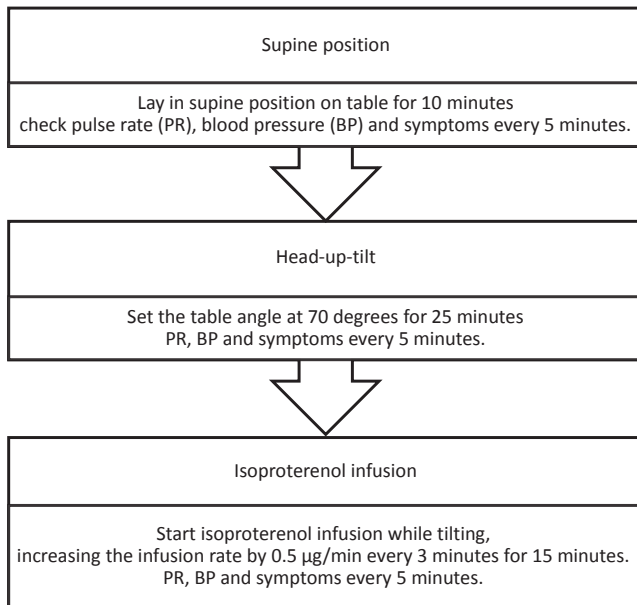 Supine position
Lay in supine position on table for 10 minutes
check pulse rate (PR), blood pressure (BP) and symptoms every 5 minutes.
Head-up-tilt
Set the table angle at 70 degrees for 25 minutes
PR, BP and symptoms every 5 minutes.
Isoproterenol infusion
Start isoproterenol infusion while tilting,
increasing the infusion rate by 0.5 µg/min every 3 minutes for 15 minutes.
PR, BP and symptoms every 5 minutes.